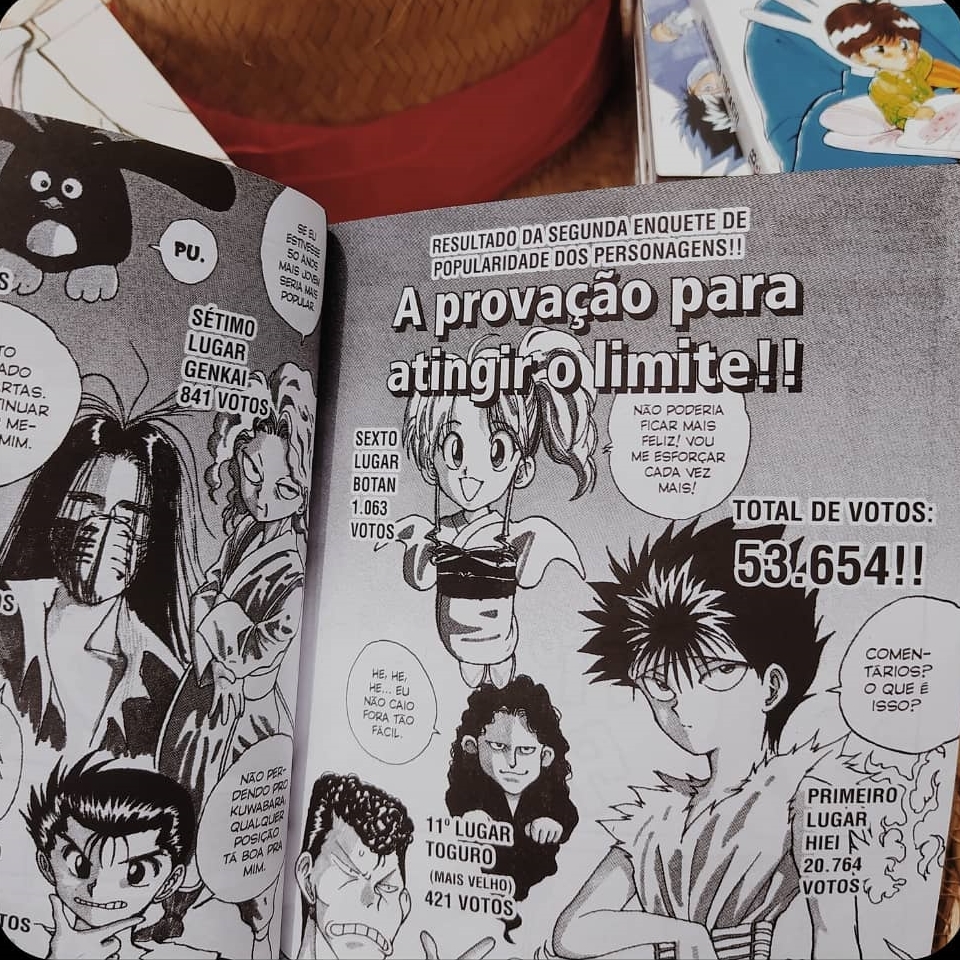 PU.
SE EU
ESTIVESSE
50 ANOS
MAIS JOVEM
SERIA MAIS
POPULAR.
SÉTIMO
LUGAR
GENKAI
841 VOTOS
ARTAS.
MIM.
NÃO PER-
DENDO PRO
KUWABARA,
QUALQUER
POSIÇÃO
TÁ BOA PRA
MIM.
RESULTADO DA SEGUNDA ENQUETE DE
POPULARIDADE DOS PERSONAGENS!!
A provação para
atingir o limite!!
NÃO PODERIA
FICAR MAIS
FELIZ! VOU
ME ESFORÇAR
CADA VEZ
MAIS!
SEXTO
LUGAR
BOTAN
1.063
VOTOS
TOTAL DE VOTOS:
53.654!!
COMEN-
TÁRIOS?
O QUE É
ISSO?
HE, HE,
HE... EU
NÃO CAIO
FORA TÃO
FÁCIL.
11º LUGAR
TOGURO
(MAIS VELHO)
421 VOTOS
PRIMEIRO
LUGAR
HIEI
20.764
VOTOS